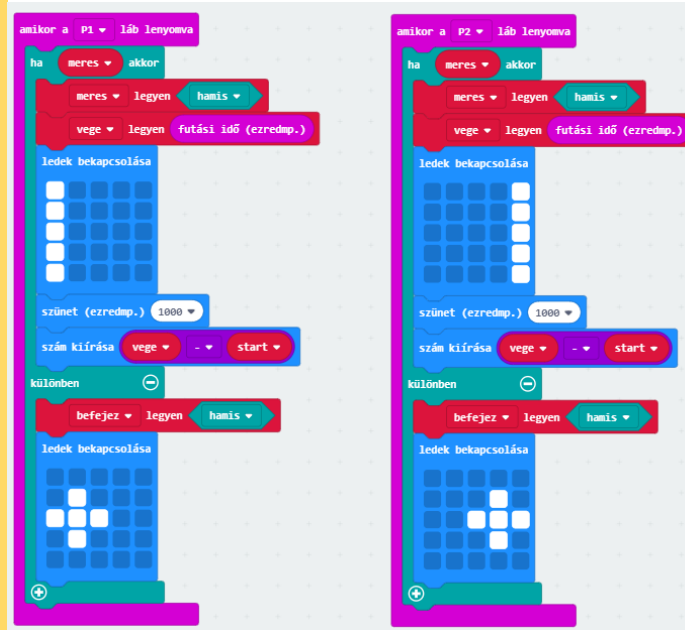 amikor a P1 láb lenyomva
ha meres akkor
meres legyen hamis
vege legyen futási idő (ezredmp.)
ledek bekapcsolása
szünet (ezredmp.) 1000
szám kiírása vege - start
különben
befejez legyen hamis
ledek bekapcsolása
amikor a P2 láb lenyomva
ha meres akkor
meres legyen hamis
vege legyen futási idő (ezredmp.)
ledek bekapcsolása
szünet (ezredmp.) 1000
szám kiírása vege - start
különben
befejez legyen hamis
ledek bekapcsolása